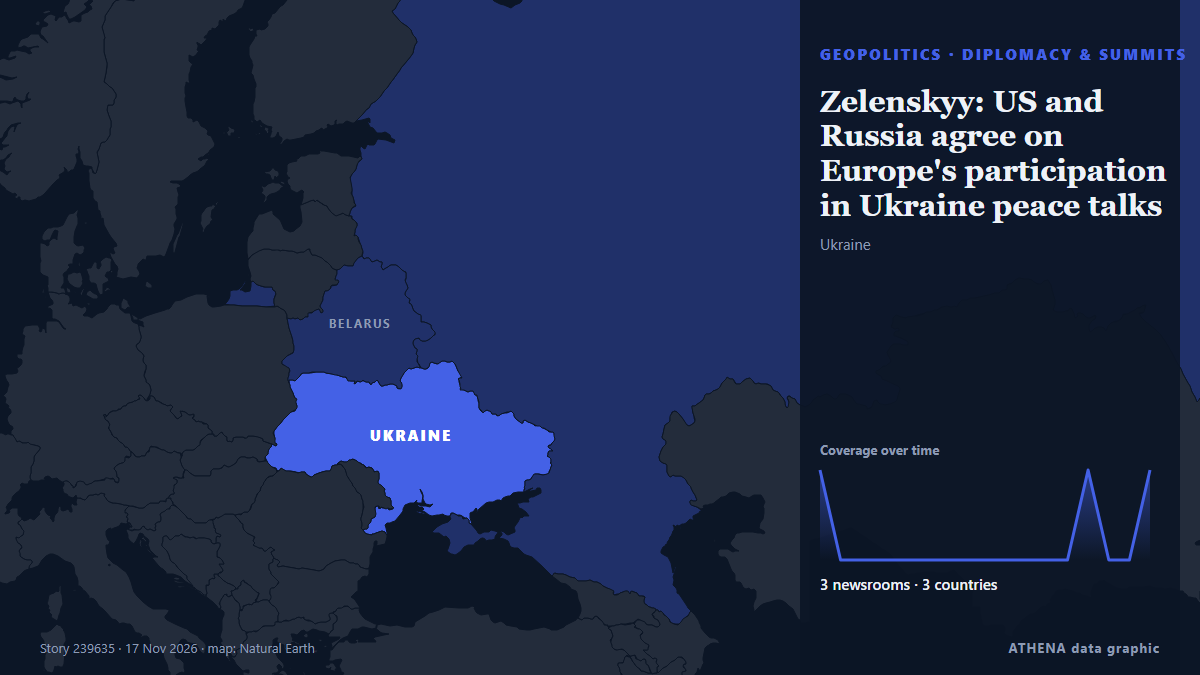 GEOPOLITICS · DIPLOMACY & SUMMITS
Zelenskyy: US and
Russia agree on
Europe's participation
in Ukraine peace talks
Ukraine
BELARUS
UKRAINE
Coverage over time
3 newsrooms · 3 countries
Story 239635 · 17 Nov 2026 · map: Natural Earth
ATHENA data graphic